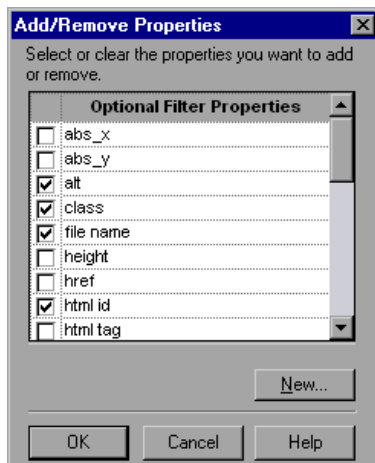 Add/Remove Properties
Select or clear the properties you want to add
or remove.
Optional Filter Properties
abs_x
abs_y
alt
class
file name
height
href
html id
html tag
New...
OK
Cancel
Help